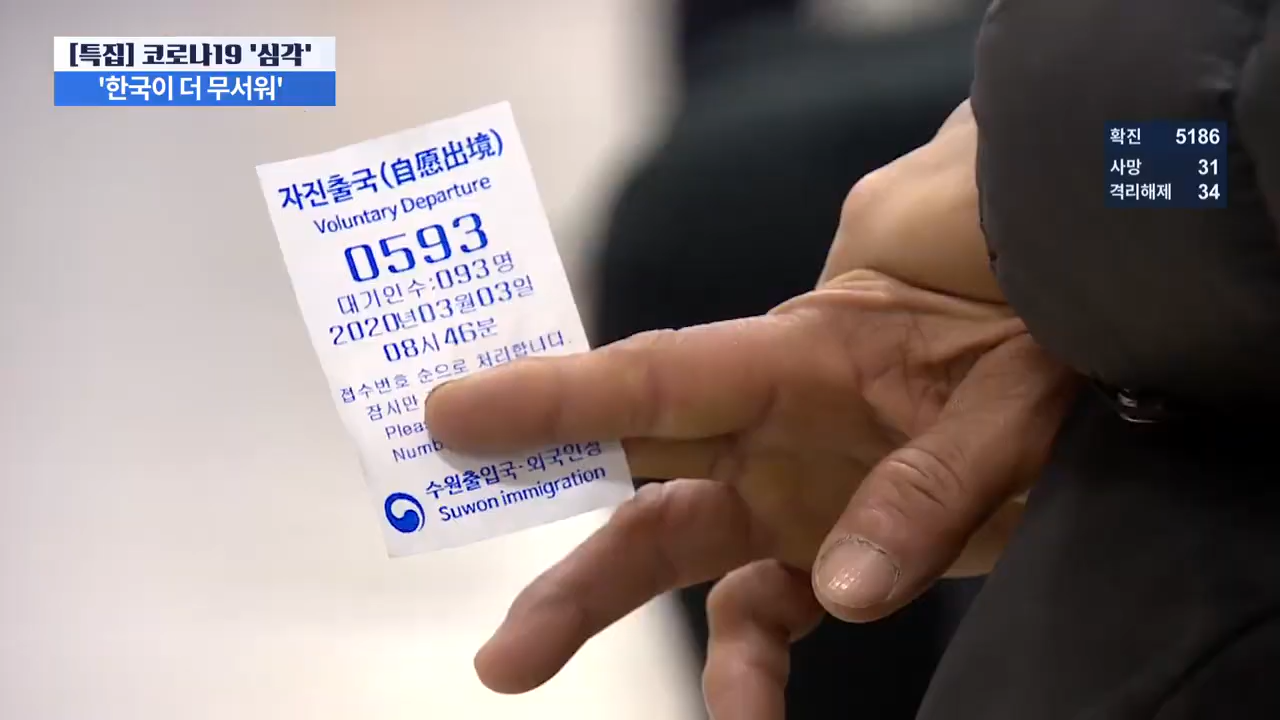 [특집] 코로나19 '심각'
'한국이 더 무서워'
확진 5186
사망 31
격리해제 34
자진출국(自愿出境)
Voluntary Departure
0593
대기인수:093명
2020년03월03일
08시46분
접수번호 순으로 처리합니다.
잠시만
수원출입국·외국인청
Suwon immigration